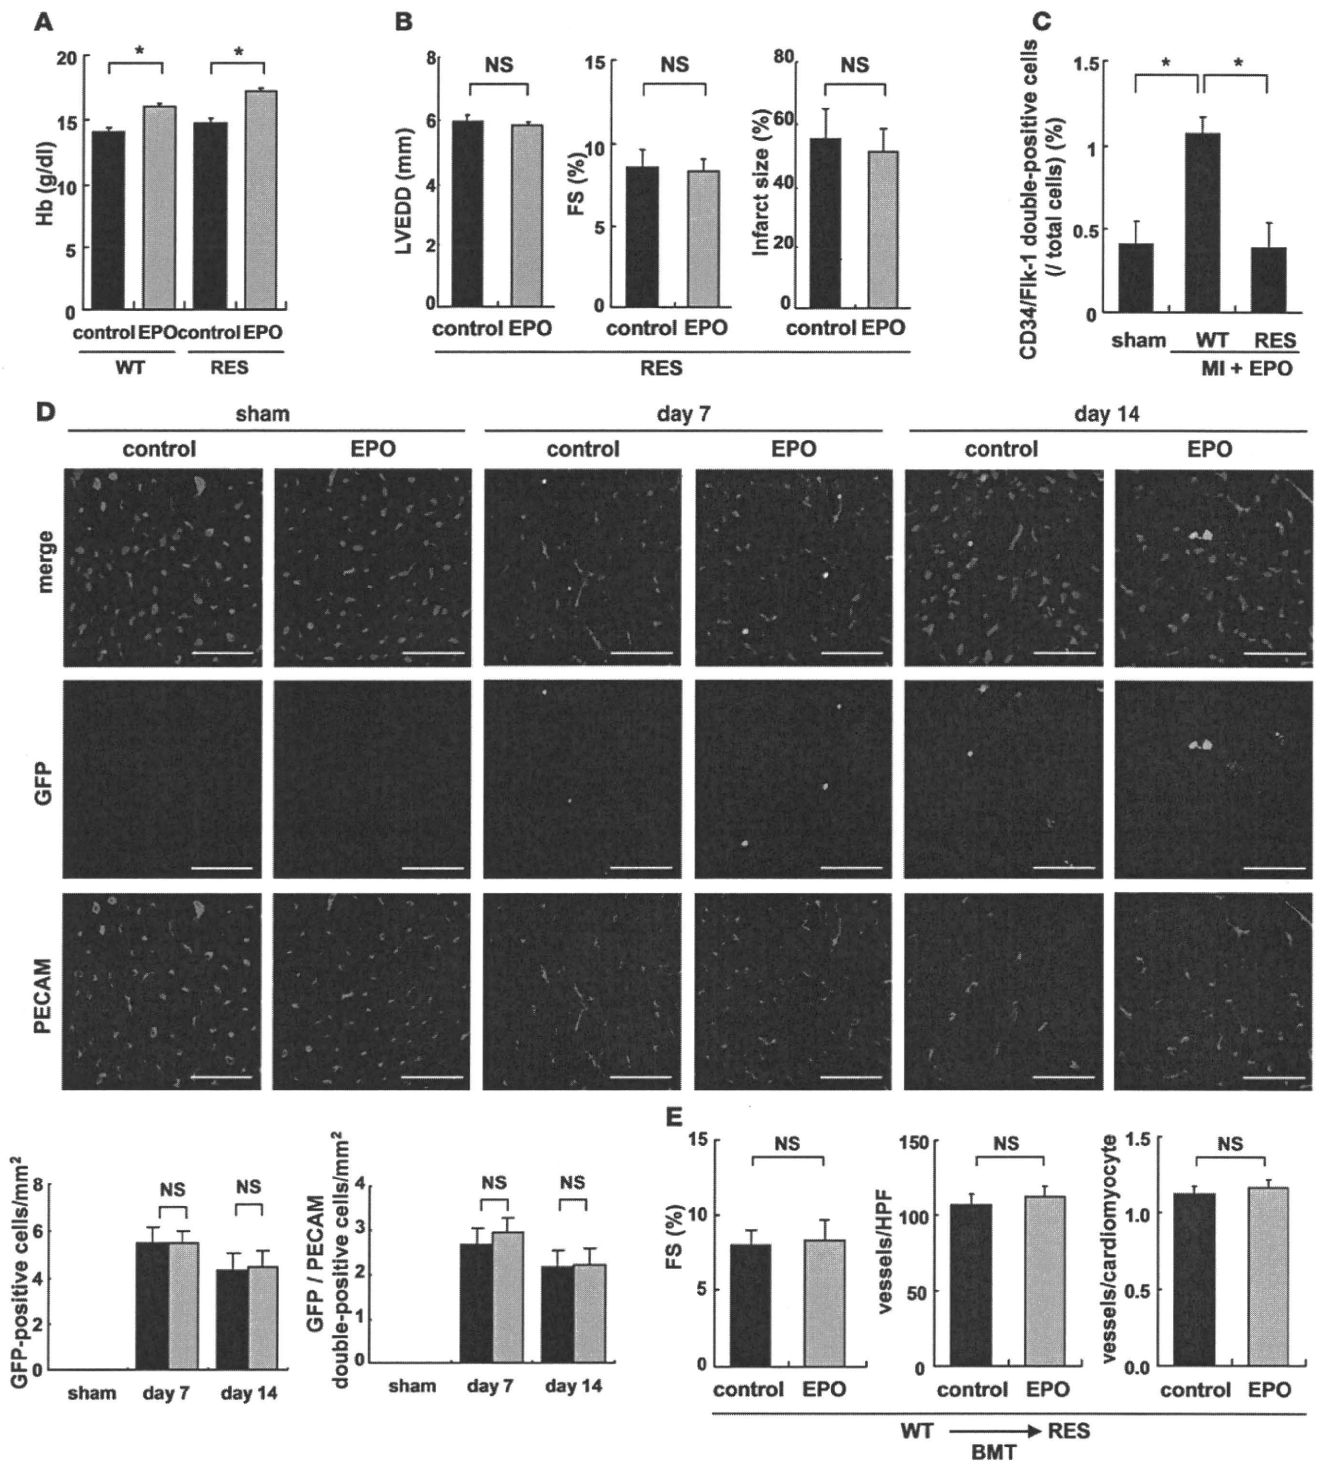 A
20
15
10
5
0
Hb (g/dl)
*
*
control EPO control EPO
WT
RES
B
8
6
4
2
0
LVEDD (mm)
NS
control EPO
15
10
5
0
FS (%)
NS
control EPO
80
60
40
20
0
Infarct size (%)
NS
control EPO
RES
C
CD34/Flk-1 double-positive cells
(/ total cells) (%)
1.5
1
0.5
0
*
*
sham
WT
RES
MI + EPO
D
sham
day 7
day 14
control
EPO
control
EPO
control
EPO
merge
GFP
PECAM
GFP-positive cells/mm²
8
6
4
2
0
NS
NS
sham
day 7
day 14
GFP / PECAM
double-positive cells/mm²
4
3
2
1
0
NS
NS
sham
day 7
day 14
E
15
10
5
0
FS (%)
NS
control
EPO
150
100
50
0
vessels/HPF
NS
control
EPO
1.5
1.0
0.5
0.0
vessels/cardiomyocyte
NS
control
EPO
WT
RES
BMT